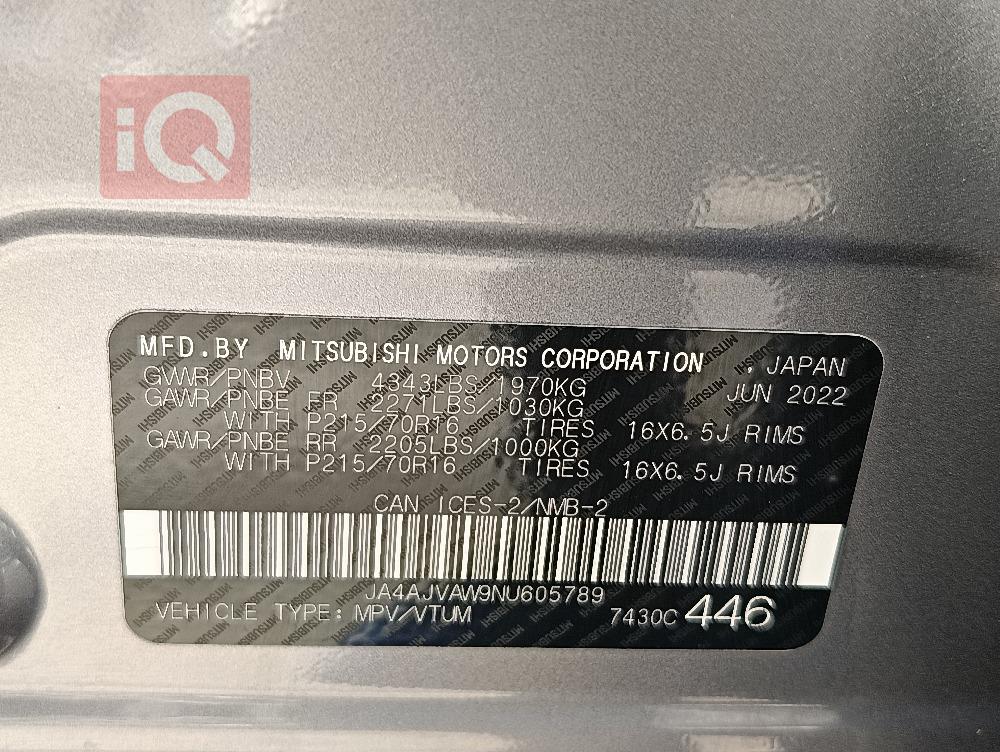 iQ
MFD.BY MITSUBISHI MOTORS CORPORATION . JAPAN
GVWR/PNBV 4343LBS/1970KG JUN 2022
GAWR/PNBE FR 2271LBS/1030KG
WITH P215/70R16 TIRES 16X6.5J RIMS
GAWR/PNBE RR 2205LBS/1000KG
WITH P215/70R16 TIRES 16X6.5J RIMS
CAN ICES-2/NMB-2
JA4AJVAW9NU605789
VEHICLE TYPE: MPV/VTUM 7430C 446